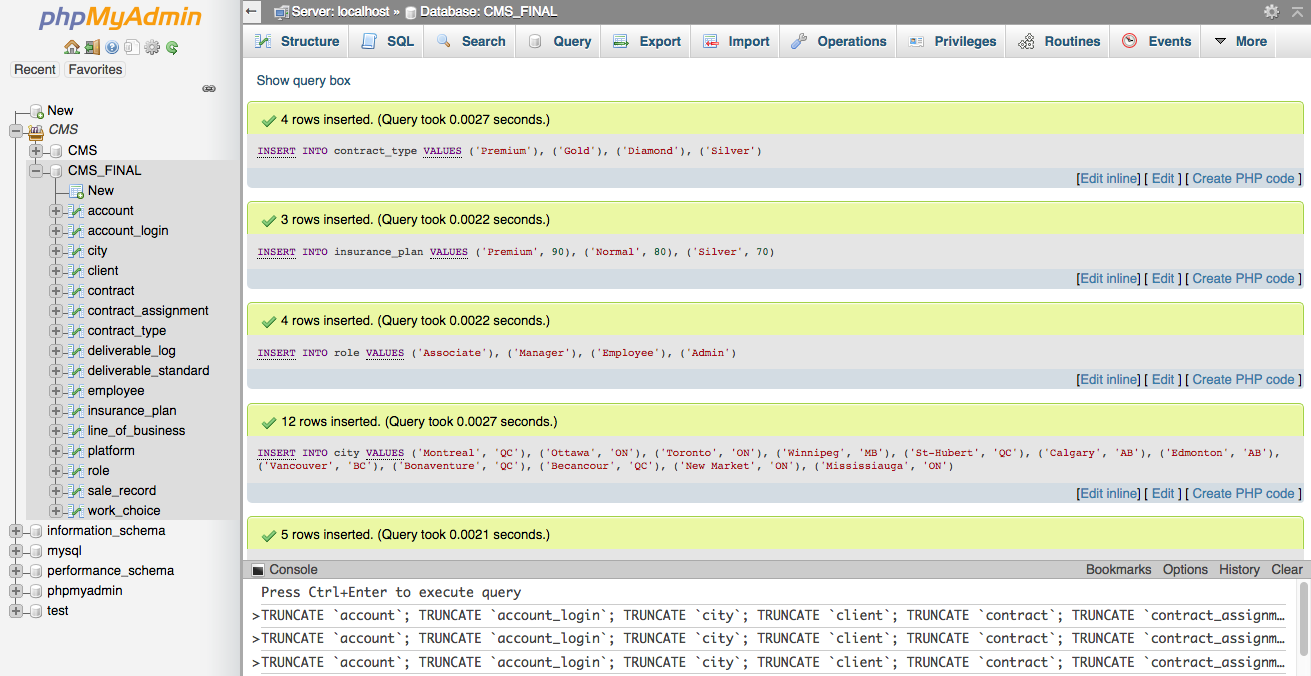 phpMyAdmin
Recent Favorites
New
CMS
CMS
CMS_FINAL
New
account
account_login
city
client
contract
contract_assignment
contract_type
deliverable_log
deliverable_standard
employee
insurance_plan
line_of_business
platform
role
sale_record
work_choice
information_schema
mysql
performance_schema
phpmyadmin
test
Server: localhost » Database: CMS_FINAL
Structure SQL Search Query Export Import Operations Privileges Routines Events More
Show query box
4 rows inserted. (Query took 0.0027 seconds.)
INSERT INTO contract_type VALUES ('Premium'), ('Gold'), ('Diamond'), ('Silver')
[Edit inline] [ Edit ] [ Create PHP code ]
3 rows inserted. (Query took 0.0022 seconds.)
INSERT INTO insurance_plan VALUES ('Premium', 90), ('Normal', 80), ('Silver', 70)
[Edit inline] [ Edit ] [ Create PHP code ]
4 rows inserted. (Query took 0.0022 seconds.)
INSERT INTO role VALUES ('Associate'), ('Manager'), ('Employee'), ('Admin')
[Edit inline] [ Edit ] [ Create PHP code ]
12 rows inserted. (Query took 0.0027 seconds.)
INSERT INTO city VALUES ('Montreal', 'QC'), ('Ottawa', 'ON'), ('Toronto', 'ON'), ('Winnipeg', 'MB'), ('St-Hubert', 'QC'), ('Calgary', 'AB'), ('Edmonton', 'AB'),
('Vancouver', 'BC'), ('Bonaventure', 'QC'), ('Becancour', 'QC'), ('New Market', 'ON'), ('Mississiauga', 'ON')
[Edit inline] [ Edit ] [ Create PHP code ]
5 rows inserted. (Query took 0.0021 seconds.)
Console Bookmarks Options History Clear
Press Ctrl+Enter to execute query
>TRUNCATE `account`; TRUNCATE `account_login`; TRUNCATE `city`; TRUNCATE `client`; TRUNCATE `contract`; TRUNCATE `contract_assignm…
>TRUNCATE `account`; TRUNCATE `account_login`; TRUNCATE `city`; TRUNCATE `client`; TRUNCATE `contract`; TRUNCATE `contract_assignm…
>TRUNCATE `account`; TRUNCATE `account_login`; TRUNCATE `city`; TRUNCATE `client`; TRUNCATE `contract`; TRUNCATE `contract_assignm…